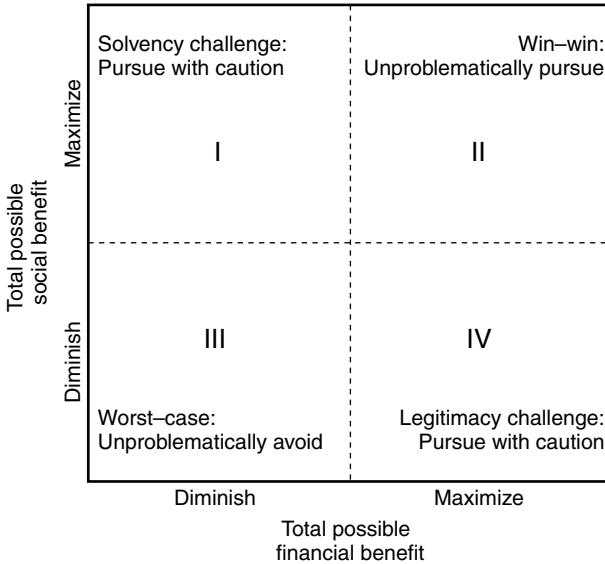 Solvency challenge:
Pursue with caution
Win–win:
Unproblematically pursue
I
II
III
IV
Worst–case:
Unproblematically avoid
Legitimacy challenge:
Pursue with caution
Total possible
social benefit
Maximize
Diminish
Diminish
Maximize
Total possible
financial benefit